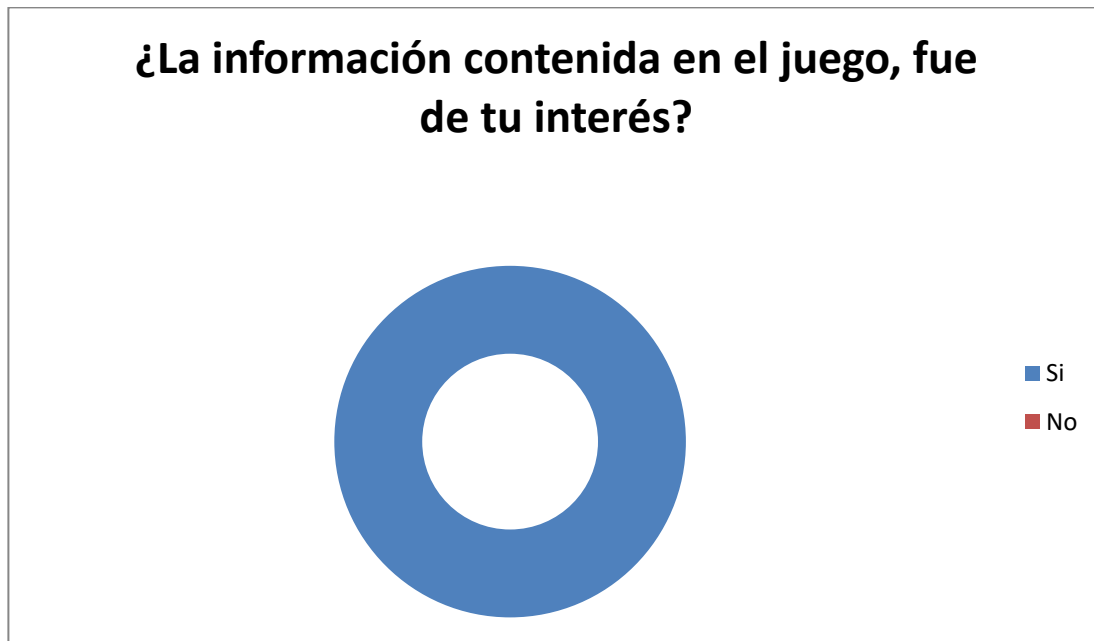 ¿La información contenida en el juego, fue
de tu interés?
Si
No